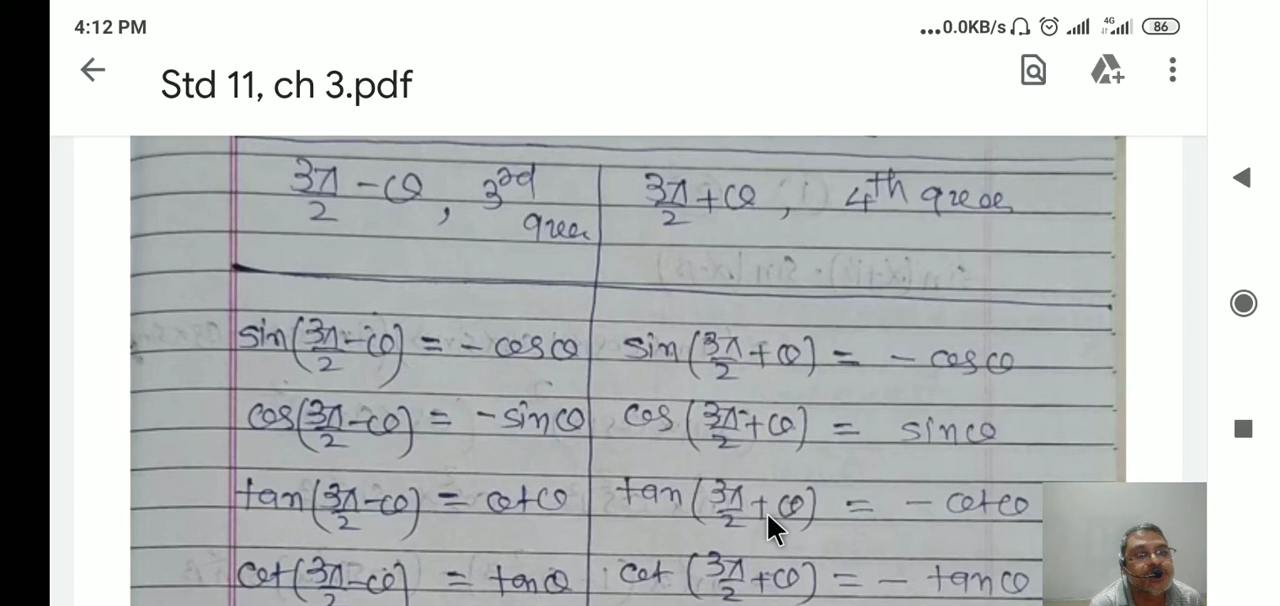 4:12 PM
...0.0KB/s 4G 86
Std 11, ch 3.pdf
3π/2 - θ, 3rd quad | 3π/2 + θ, 4th quad
sin(3π/2 - θ) = - cosθ | sin(3π/2 + θ) = - cosθ
cos(3π/2 - θ) = - sinθ | cos(3π/2 + θ) = sinθ
tan(3π/2 - θ) = cotθ | tan(3π/2 + θ) = - cotθ
cot(3π/2 - θ) = tanθ | cot(3π/2 + θ) = - tanθ